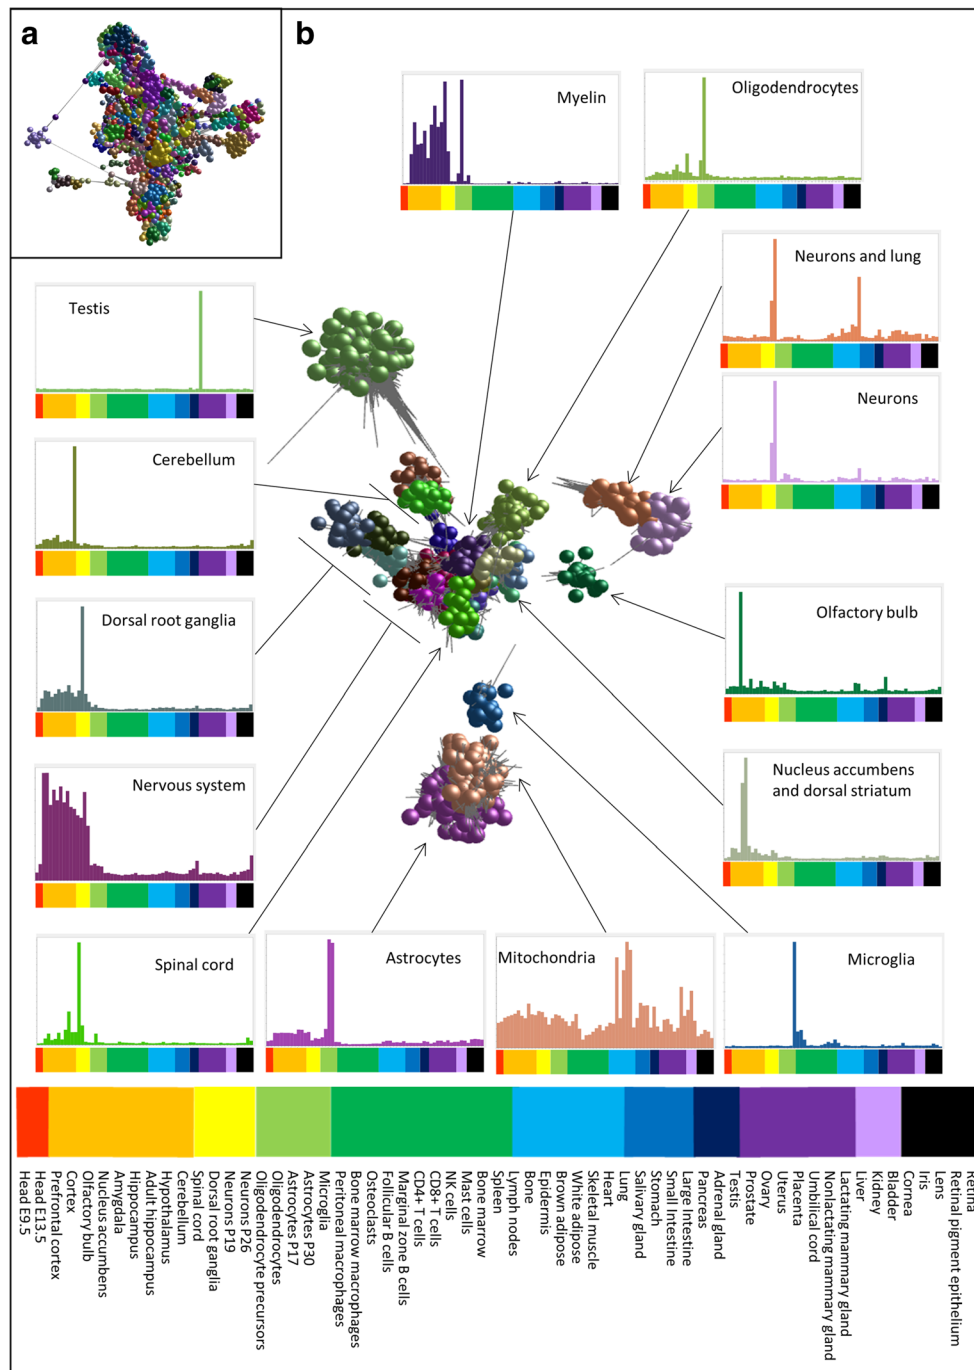 a
b
Myelin
Oligodendrocytes
Neurons and lung
Testis
Neurons
Cerebellum
Dorsal root ganglia
Olfactory bulb
Nervous system
Nucleus accumbens
and dorsal striatum
Spinal cord
Astrocytes
Mitochondria
Microglia
Head E9.5
Head E13.5
Prefrontal cortex
Cortex
Olfactory bulb
Nucleus accumbens
Amygdala
Hippocampus
Adult hippocampus
Hypothalamus
Cerebellum
Spinal cord
Dorsal root ganglia
Neurons P19
Neurons P26
Oligodendrocyte precursors
Oligodendrocytes
Astrocytes P17
Astrocytes P30
Microglia
Peritoneal macrophages
Bone marrow macrophages
Osteoclasts
Follicular B cells
Marginal zone B cells
CD4+ T cells
CD8+ T cells
NK cells
Mast cells
Bone marrow
Spleen
Lymph nodes
Bone
Epidermis
Brown adipose
White adipose
Skeletal muscle
Heart
Lung
Salivary gland
Stomach
Small Intestine
Large Intestine
Pancreas
Adrenal gland
Testis
Prostate
Ovary
Uterus
Placenta
Umbilical cord
Nonlactating mammary gland
Lactating mammary gland
Liver
Kidney
Bladder
Cornea
Iris
Lens
Retinal pigment epithelium
Retina